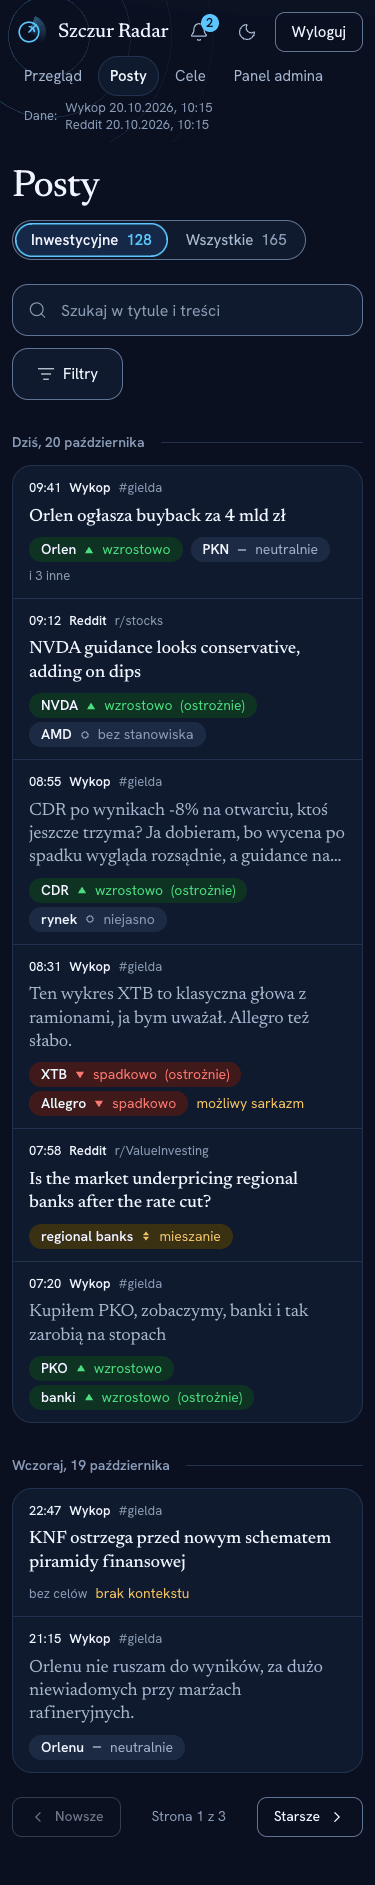 Szczur Radar 2 Wyloguj
Przegląd Posty Cele Panel admina
Dane: Wykop 20.10.2026, 10:15
Reddit 20.10.2026, 10:15
Posty
Inwestycyjne 128 Wszystkie 165
Szukaj w tytule i treści
Filtry
Dziś, 20 października
09:41 Wykop #gielda
Orlen ogłasza buyback za 4 mld zł
Orlen ▲ wzrostowo PKN – neutralnie
i 3 inne
09:12 Reddit r/stocks
NVDA guidance looks conservative,
adding on dips
NVDA ▲ wzrostowo (ostrożnie)
AMD ○ bez stanowiska
08:55 Wykop #gielda
CDR po wynikach -8% na otwarciu, ktoś
jeszcze trzyma? Ja dobieram, bo wycena po
spadku wygląda rozsądnie, a guidance na…
CDR ▲ wzrostowo (ostrożnie)
rynek ○ niejasno
08:31 Wykop #gielda
Ten wykres XTB to klasyczna głowa z
ramionami, ja bym uważał. Allegro też
słabo.
XTB ▼ spadkowo (ostrożnie)
Allegro ▼ spadkowo możliwy sarkazm
07:58 Reddit r/ValueInvesting
Is the market underpricing regional
banks after the rate cut?
regional banks mieszanie
07:20 Wykop #gielda
Kupiłem PKO, zobaczymy, banki i tak
zarobią na stopach
PKO ▲ wzrostowo
banki ▲ wzrostowo (ostrożnie)
Wczoraj, 19 października
22:47 Wykop #gielda
KNF ostrzega przed nowym schematem
piramidy finansowej
bez celów brak kontekstu
21:15 Wykop #gielda
Orlenu nie ruszam do wyników, za dużo
niewiadomych przy marżach
rafineryjnych.
Orlenu – neutralnie
Nowsze Strona 1 z 3 Starsze